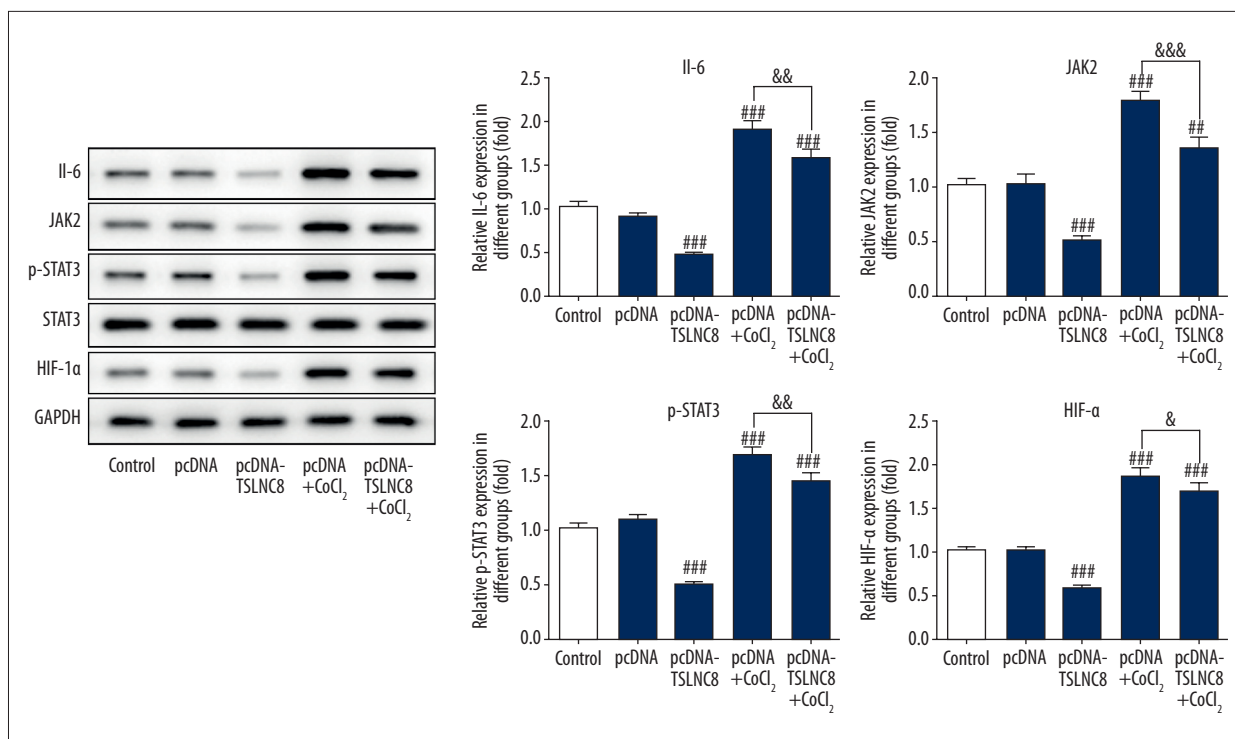 Il-6
JAK2
p-STAT3
STAT3
HIF-1α
GAPDH
Control
pcDNA
pcDNA-
TSLNC8
pcDNA
+CoCl₂
pcDNA-
TSLNC8
+CoCl₂
Il-6
Relative IL-6 expression in
different groups (fold)
2.5
2.0
1.5
1.0
0.5
0.0
###
###
&&
###
Control
pcDNA
pcDNA-
TSLNC8
pcDNA
+CoCl₂
pcDNA-
TSLNC8
+CoCl₂
JAK2
Relative JAK2 expression in
different groups (fold)
2.0
1.5
1.0
0.5
0.0
###
###
&&&
##
Control
pcDNA
pcDNA-
TSLNC8
pcDNA
+CoCl₂
pcDNA-
TSLNC8
+CoCl₂
p-STAT3
Relative p-STAT3 expression in
different groups (fold)
2.0
1.5
1.0
0.5
0.0
###
###
&&
###
Control
pcDNA
pcDNA-
TSLNC8
pcDNA
+CoCl₂
pcDNA-
TSLNC8
+CoCl₂
HIF-α
Relative HIF-α expression in
different groups (fold)
2.5
2.0
1.5
1.0
0.5
0.0
###
###
&
###
Control
pcDNA
pcDNA-
TSLNC8
pcDNA
+CoCl₂
pcDNA-
TSLNC8
+CoCl₂